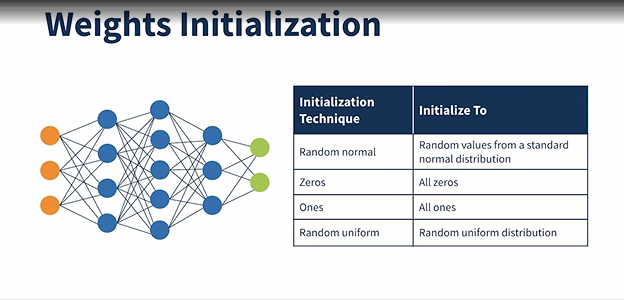 Weights Initialization
Initialization
Technique
Initialize To
Random normal
Random values from a standard
normal distribution
Zeros
All zeros
Ones
All ones
Random uniform
Random uniform distribution